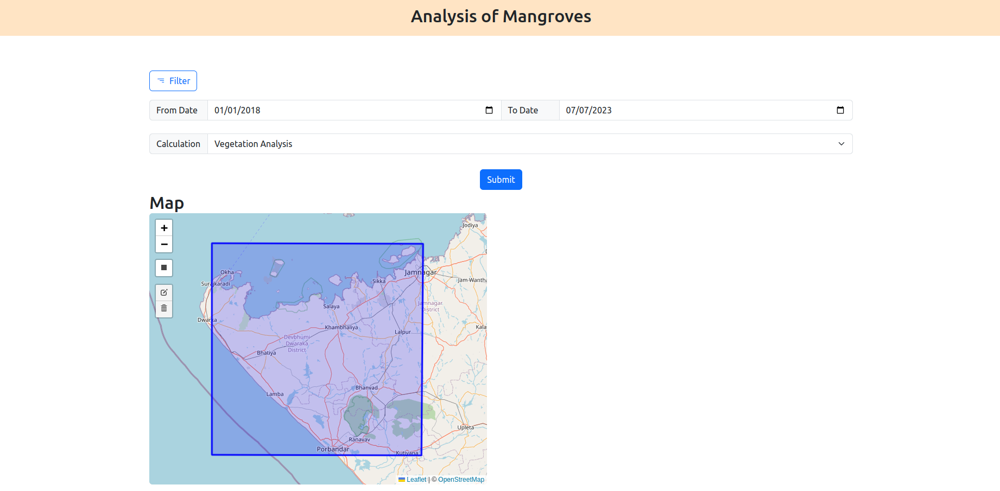 Analysis of Mangroves
Filter
From Date 01/01/2018 To Date 07/07/2023
Calculation Vegetation Analysis
Submit
Map
+
−
Jodiya
Okha
Jamnagar
Surajkaradi
Sikka
Jam-Wantha
Salaya
Jamnagar
District
Dwarka
Khambhaliya
Kala
Lalpur
Devbhumi
Dwaraka
District
Bhatiya
Bhanvad
Lamba
Upleta
Ranavav
Porbandar
Kutiyana
Leaflet | © OpenStreetMap